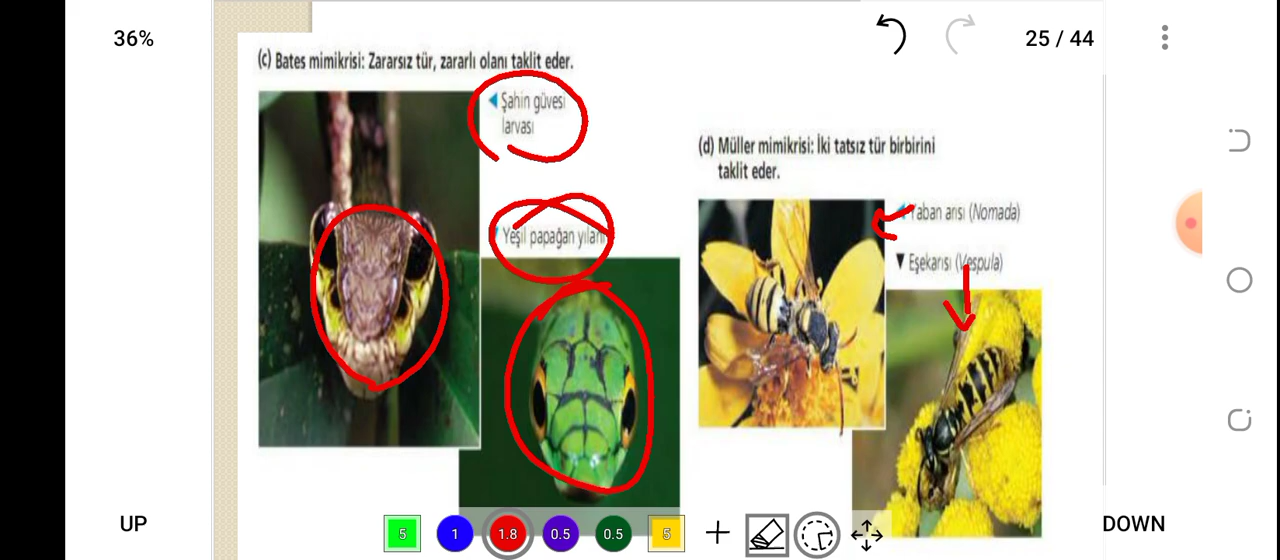 36%
25 / 44
(c) Bates mimikrisi: Zararsız tür, zararlı olanı taklit eder.
Şahin güvesi
larvası
Yeşil papağan yılanı
(d) Müller mimikrisi: İki tatsız tür birbirini
taklit eder.
Yaban arısı (Nomada)
Eşekarısı (Vespula)
UP
5
1
1.8
0.5
0.5
5
DOWN